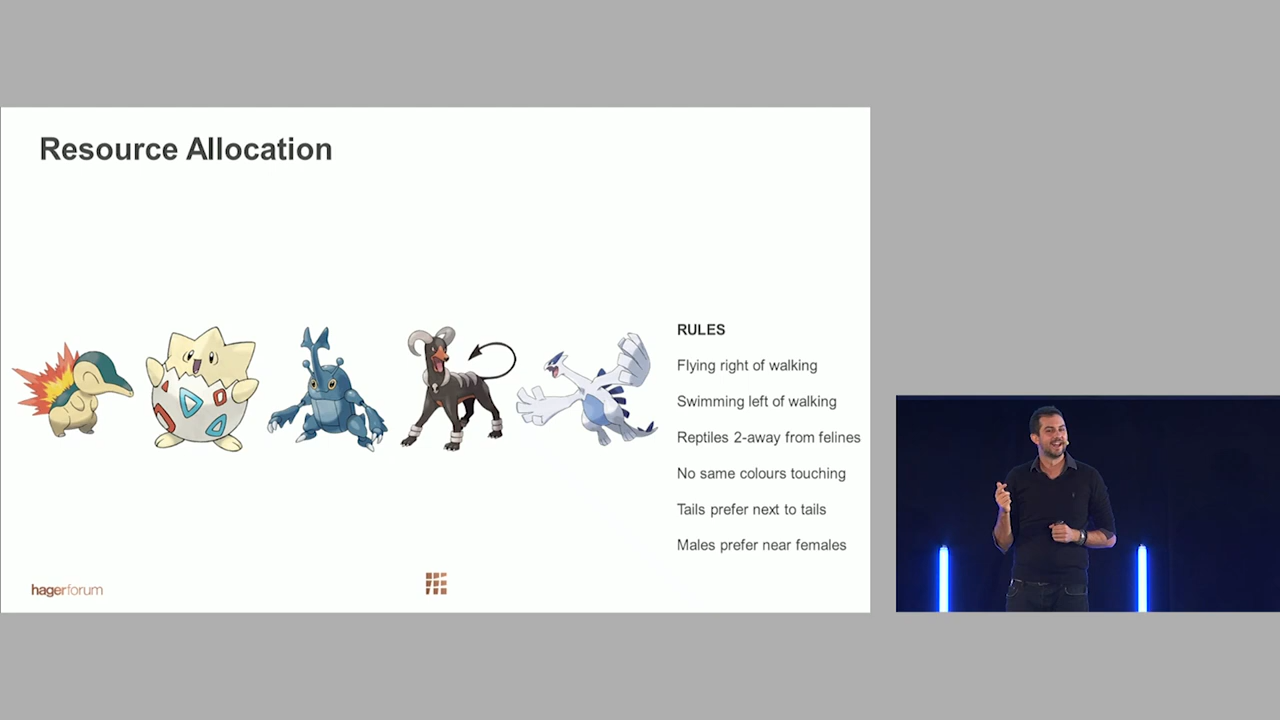 Resource Allocation
RULES
Flying right of walking
Swimming left of walking
Reptiles 2-away from felines
No same colours touching
Tails prefer next to tails
Males prefer near females
hagerforum